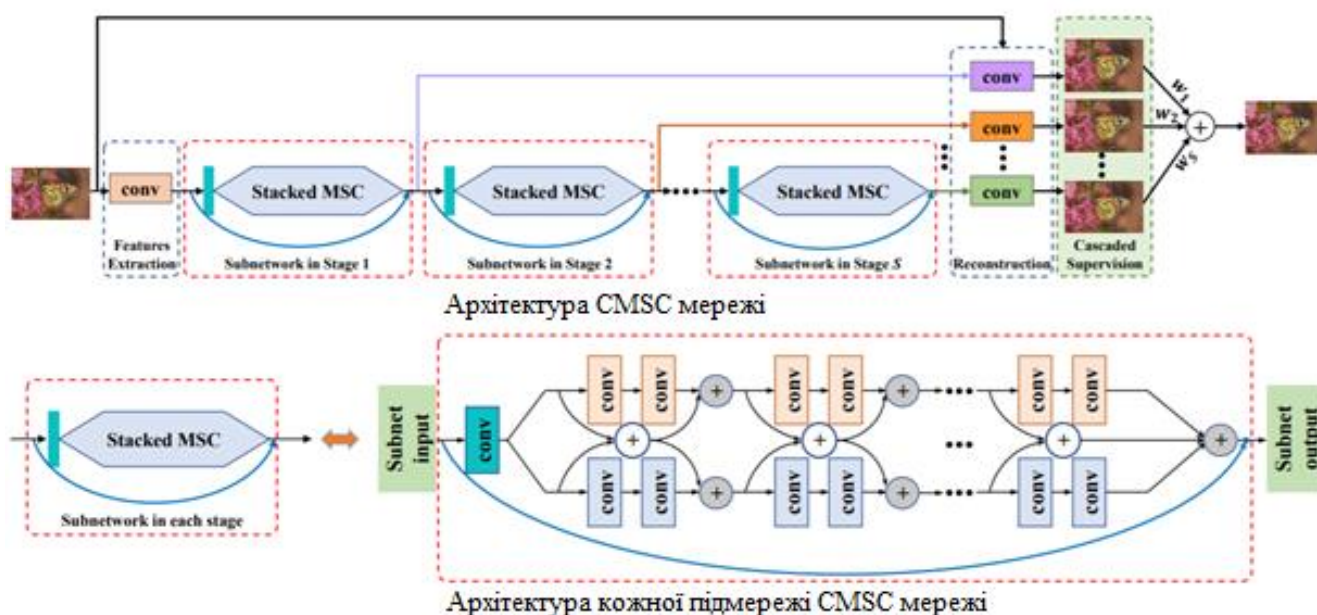 conv
w₁
conv
w₂
conv
Stacked MSC
Stacked MSC
Stacked MSC
conv
w_S
Features
Extraction
Subnetwork in Stage 1
Subnetwork in Stage 2
Subnetwork in Stage S
Reconstruction
Cascaded
Supervision
Архітектура CMSC мережі
Stacked MSC
Subnetwork in each stage
Subnet
input
conv
conv
conv
conv
conv
conv
conv
conv
conv
conv
conv
conv
conv
Subnet
output
Архітектура кожної підмережі CMSC мережі